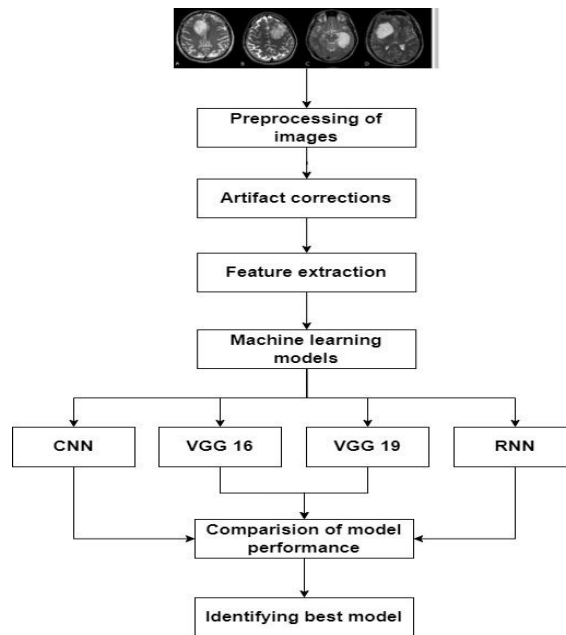 A B C D
Preprocessing of
images
Artifact corrections
Feature extraction
Machine learning
models
CNN VGG 16 VGG 19 RNN
Comparision of model
performance
Identifying best model